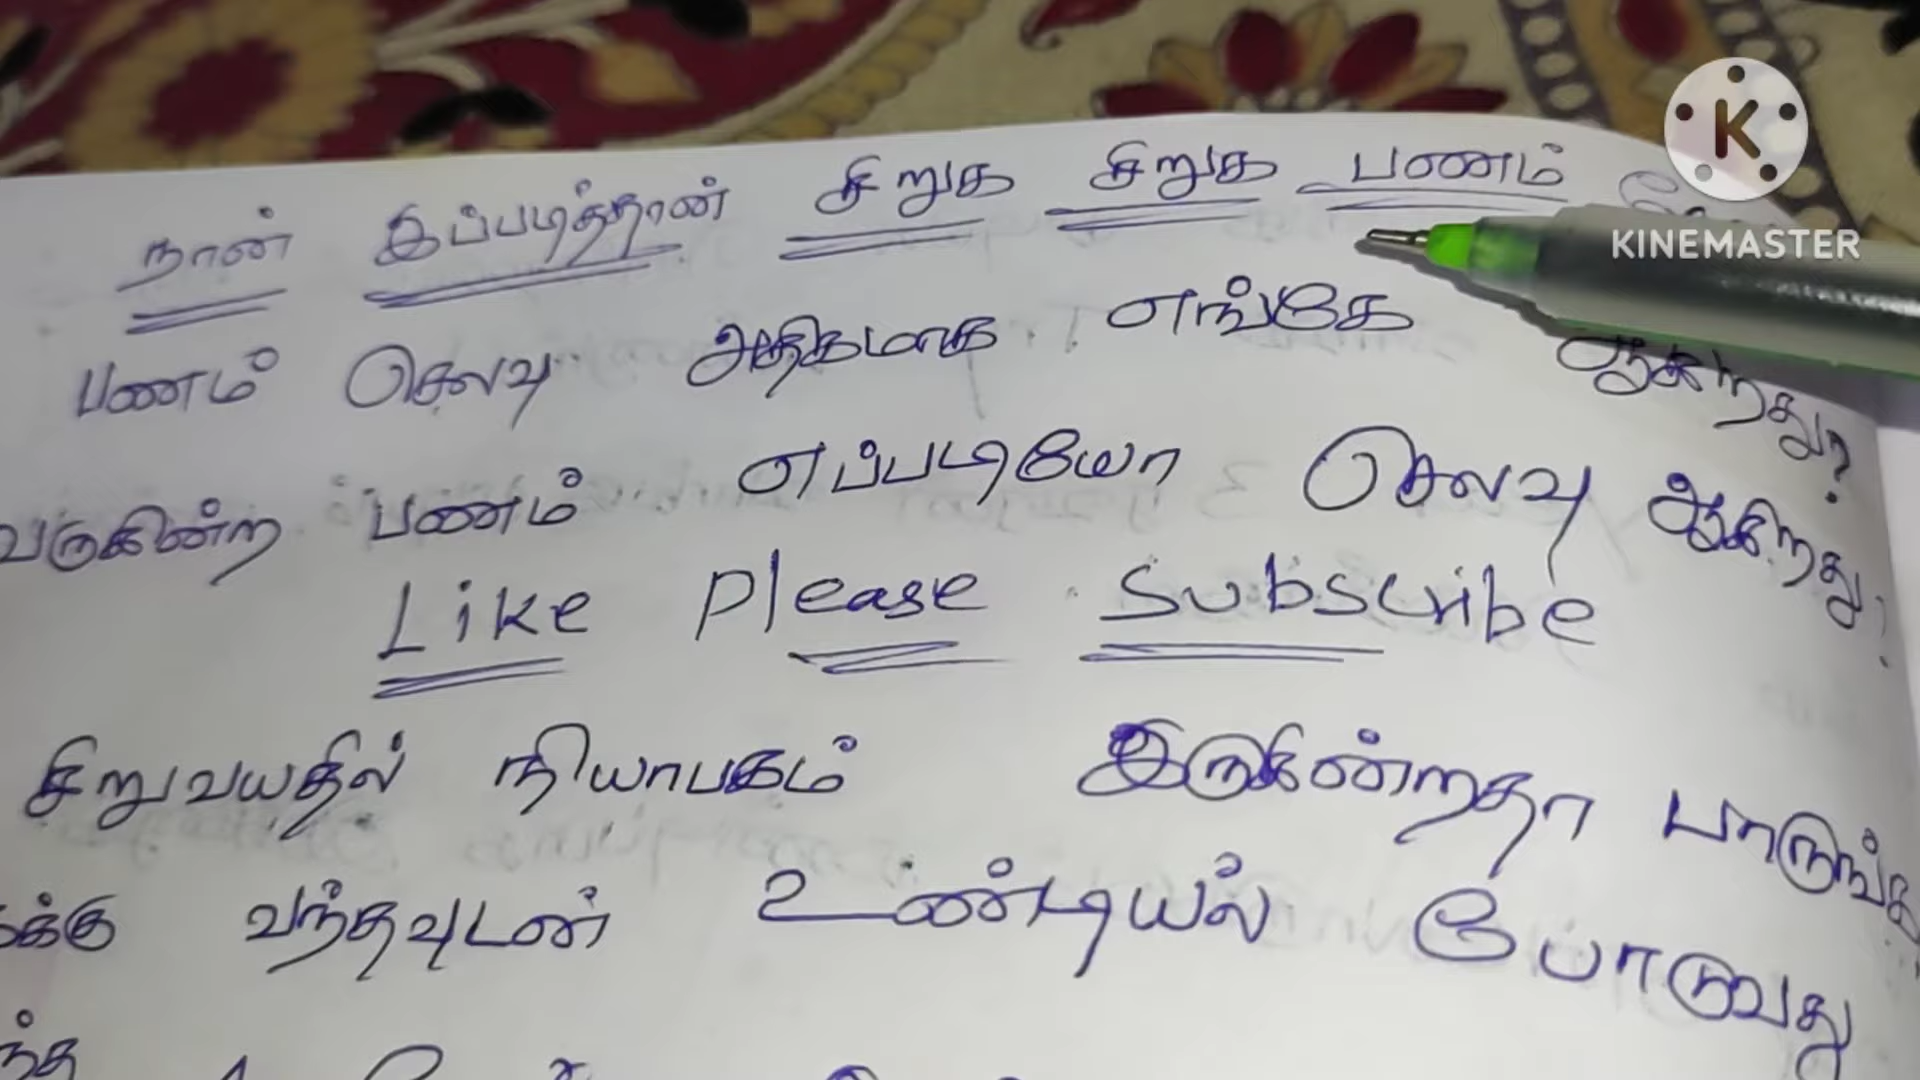 நான் இப்படித்தான் சிறுக சிறுக பணம்
KINEMASTER
பணம் செலவு அதிகமாக எங்கே ஆகிறது?
வருகின்ற பணம் எப்படியோ செலவு ஆகிறது
Like Please Subscribe
சிறுவயதில் நியாபகம் இருகின்றதா
வந்தவுடன் உண்டியல் போடுவது